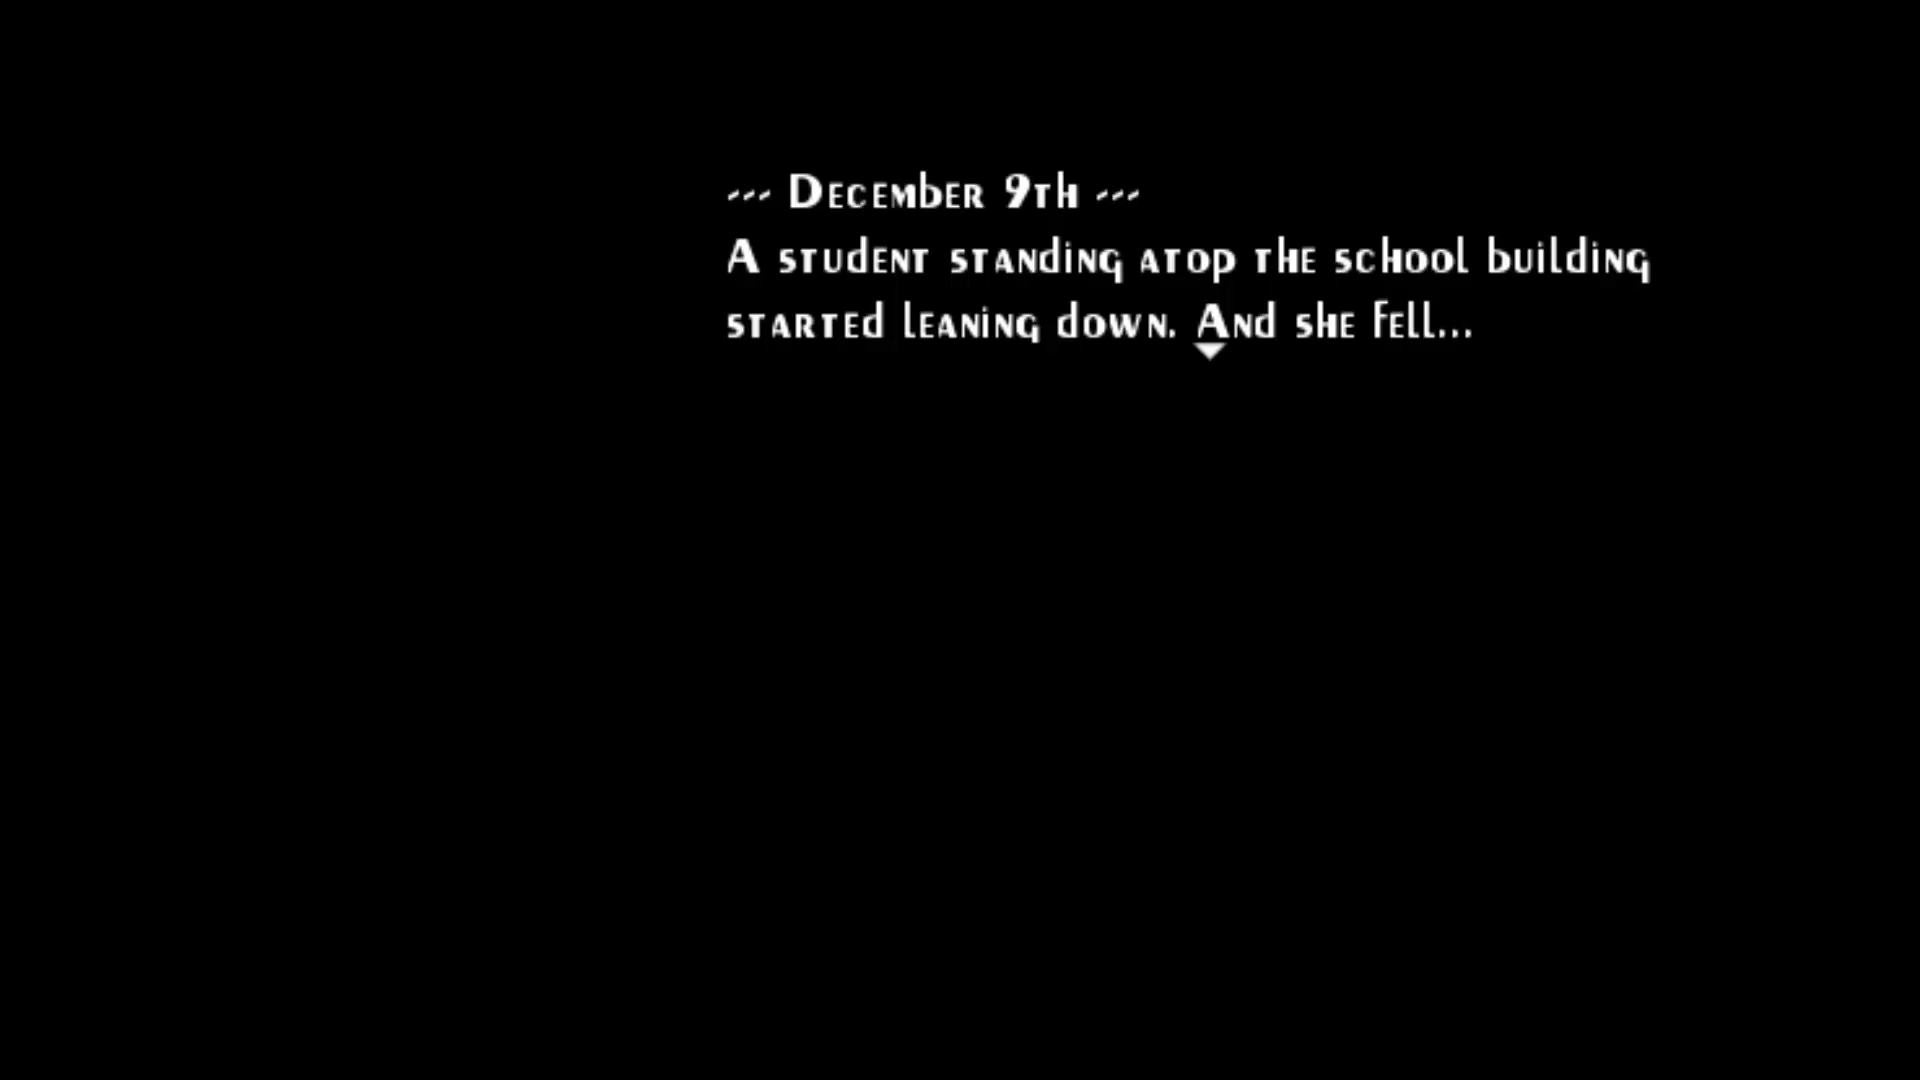 --- December 9th ---
A student standing atop the school building
started leaning down. And she fell...